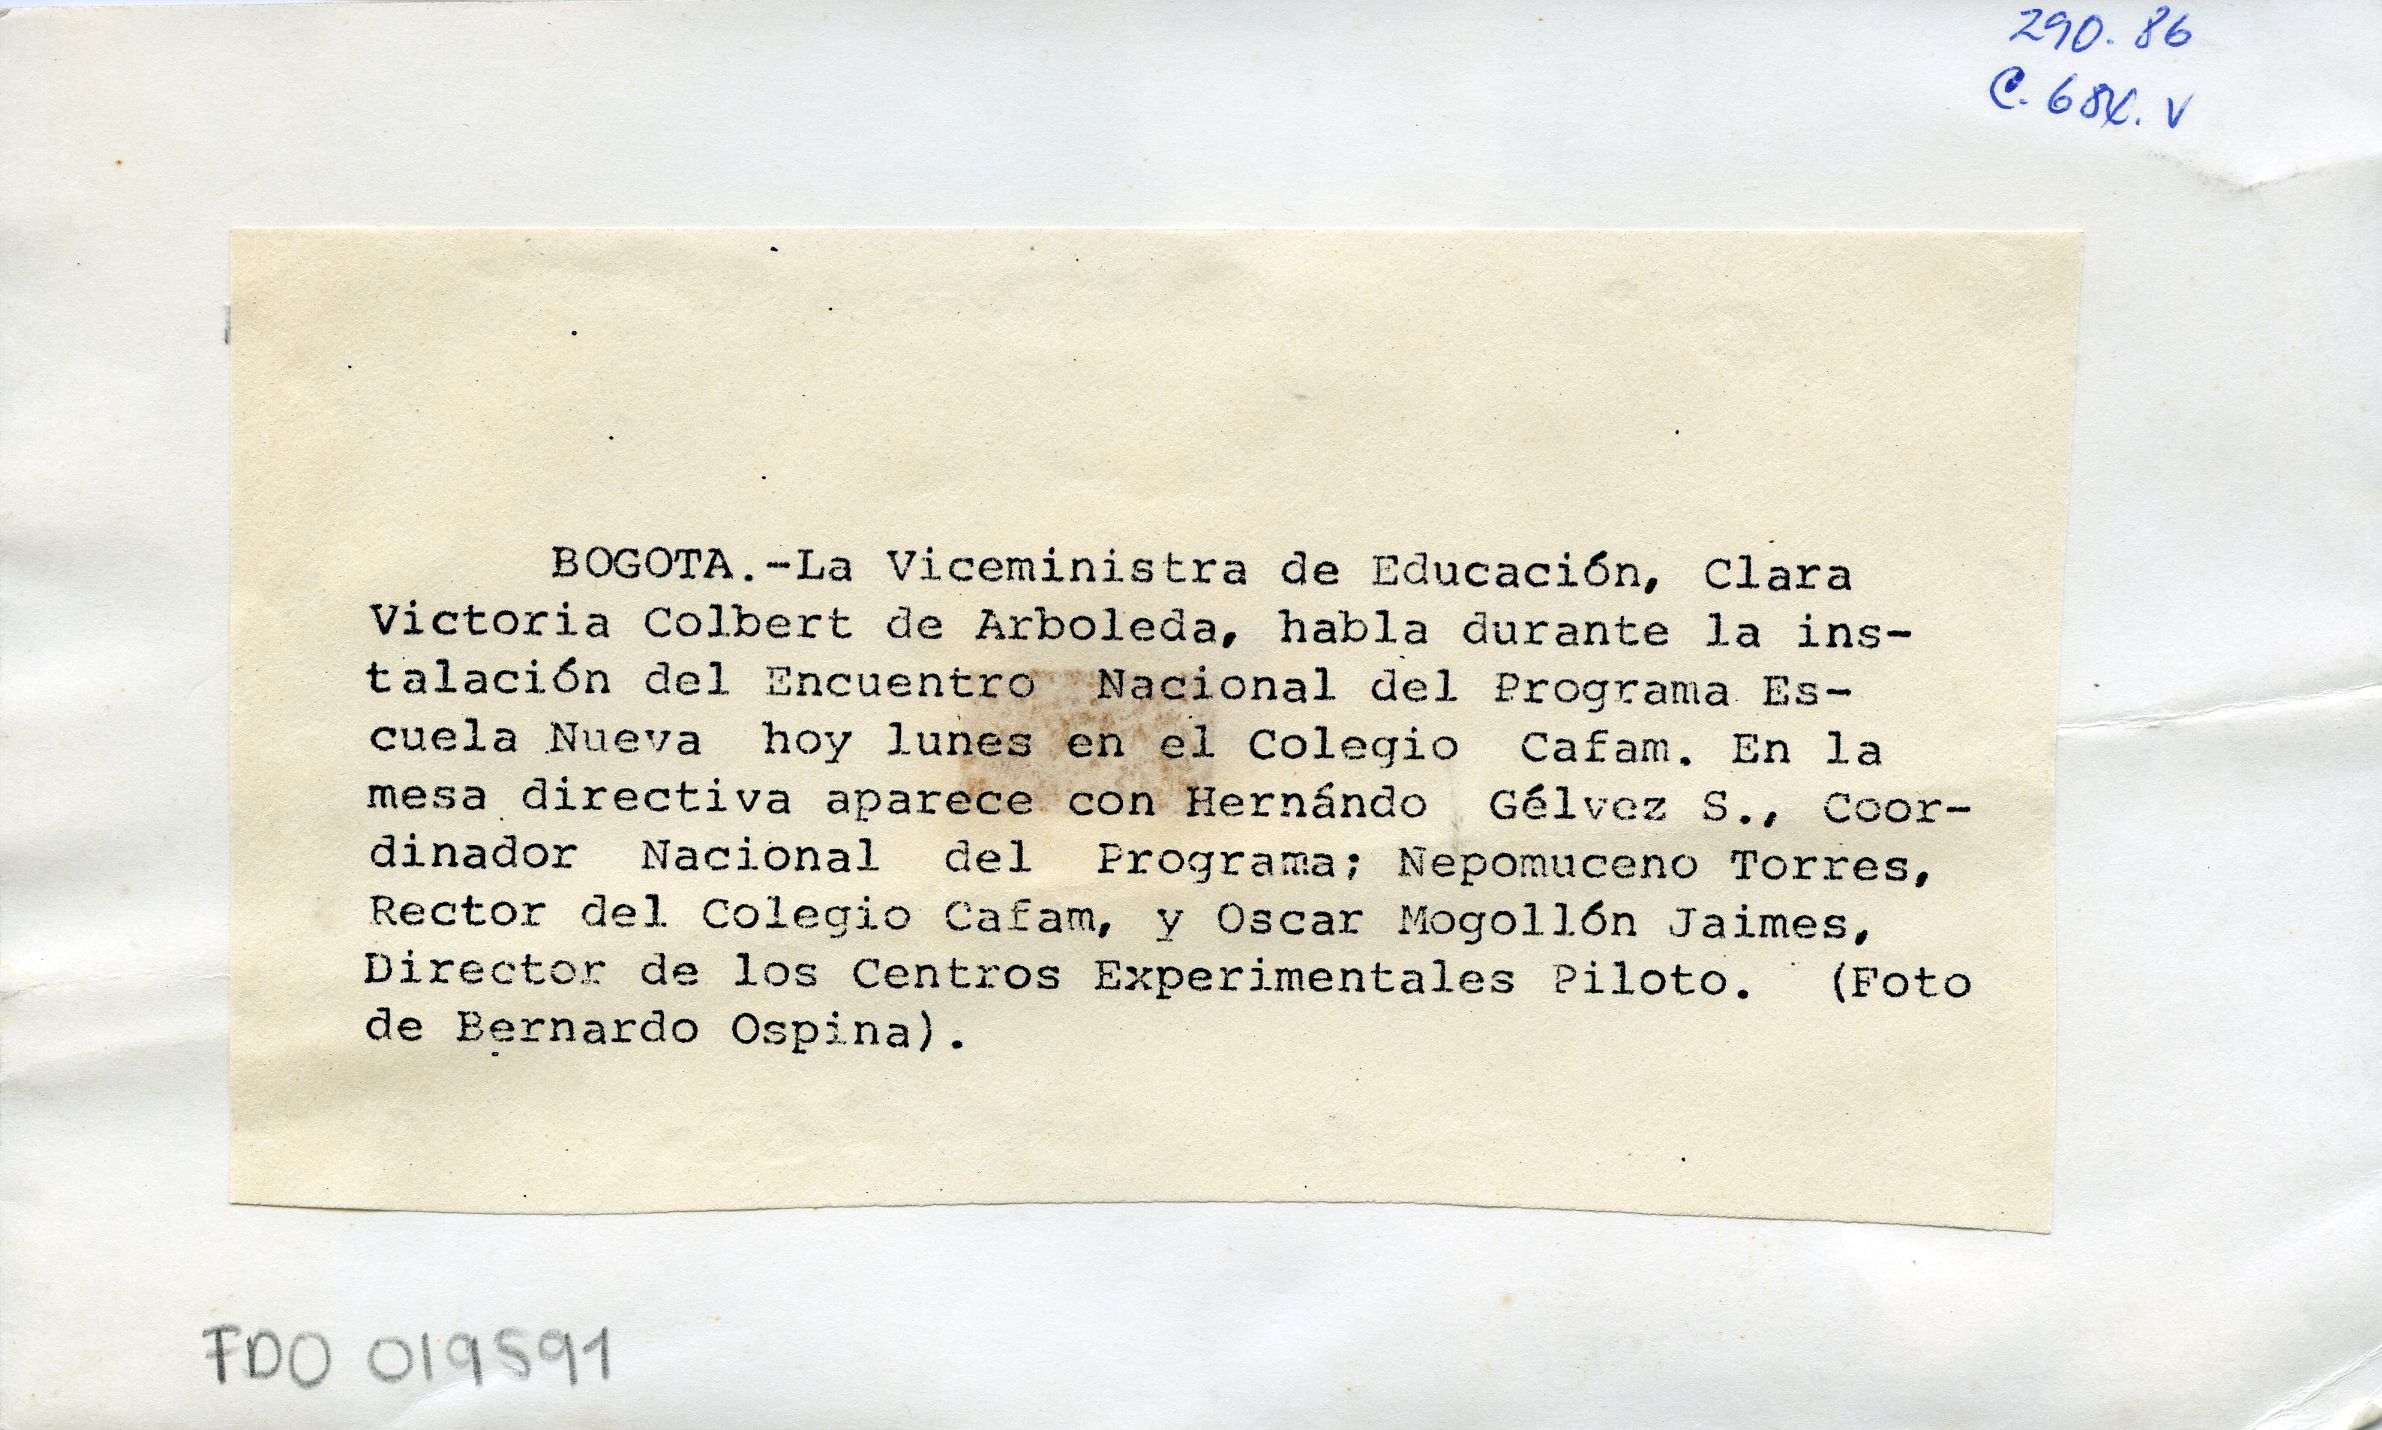 290.86
BOGOTA.-La Viceministra de Educación, Clara
Victoria Colbert de Arboleda, habla durante la ins-
talación del Encuentro Nacional del Programa Es-
cuela Nueva hoy lunes en el Colegio Cafam. En la
mesa directiva aparece con Hernándo Gélvez S., Coor-
dinador Nacional del Programa; Nepomuceno Torres,
Rector del Colegio Cafam, y Oscar Mogollón Jaimes,
Director de los Centros Experimentales Piloto. (Foto
de Bernardo Ospina).
FDO 019591